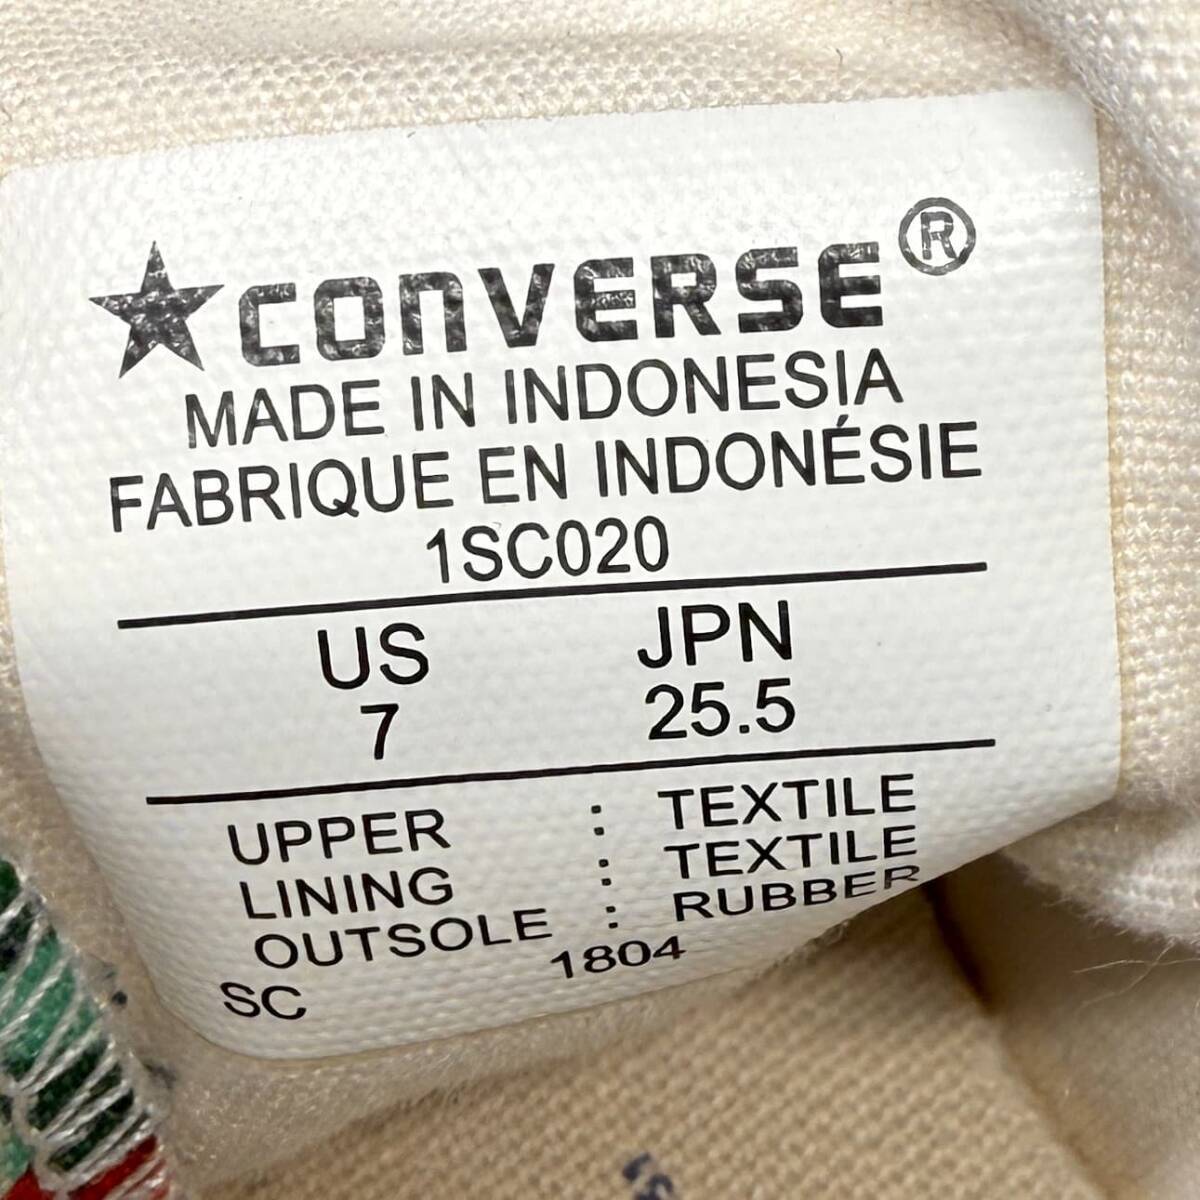 ★CONVERSE®
MADE IN INDONESIA
FABRIQUE EN INDONÉSIE
1SC020
US JPN
7 25.5
UPPER : TEXTILE
LINING : TEXTILE
OUTSOLE : RUBBER
SC 1804